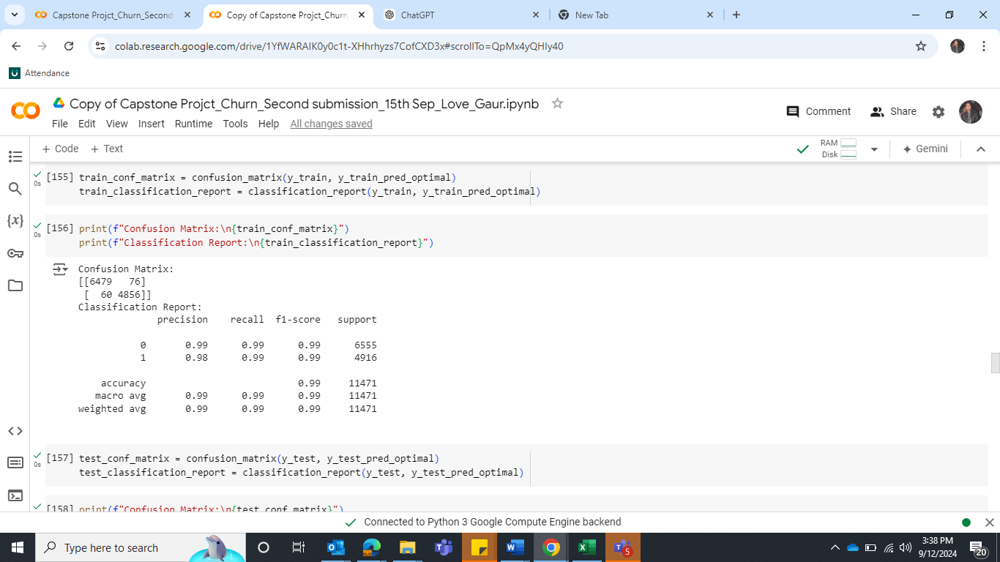 Capstone Projct_Churn_Second
Copy of Capstone Projct_Churn_
ChatGPT
New Tab
colab.research.google.com/drive/1YfWARAIK0y0c1t-XHhrhyzs7CofCXD3x#scrollTo=QpMx4yQHIy40
Attendance
Copy of Capstone Projct_Churn_Second submission_15th Sep_Love_Gaur.ipynb
Comment
Share
File Edit View Insert Runtime Tools Help All changes saved
+ Code + Text
RAM
Disk
Gemini
0s
[155] train_conf_matrix = confusion_matrix(y_train, y_train_pred_optimal)
train_classification_report = classification_report(y_train, y_train_pred_optimal)
0s
[156] print(f"Confusion Matrix:\n{train_conf_matrix}")
print(f"Classification Report:\n{train_classification_report}")
Confusion Matrix:
[[6479 76]
[ 60 4856]]
Classification Report:
precision recall f1-score support
0 0.99 0.99 0.99 6555
1 0.98 0.99 0.99 4916
accuracy 0.99 11471
macro avg 0.99 0.99 0.99 11471
weighted avg 0.99 0.99 0.99 11471
0s
[157] test_conf_matrix = confusion_matrix(y_test, y_test_pred_optimal)
test_classification_report = classification_report(y_test, y_test_pred_optimal)
[158] print(f"Confusion Matrix:\n{test_conf_matrix}")
Connected to Python 3 Google Compute Engine backend
Type here to search
5
3:38 PM
9/12/2024
20